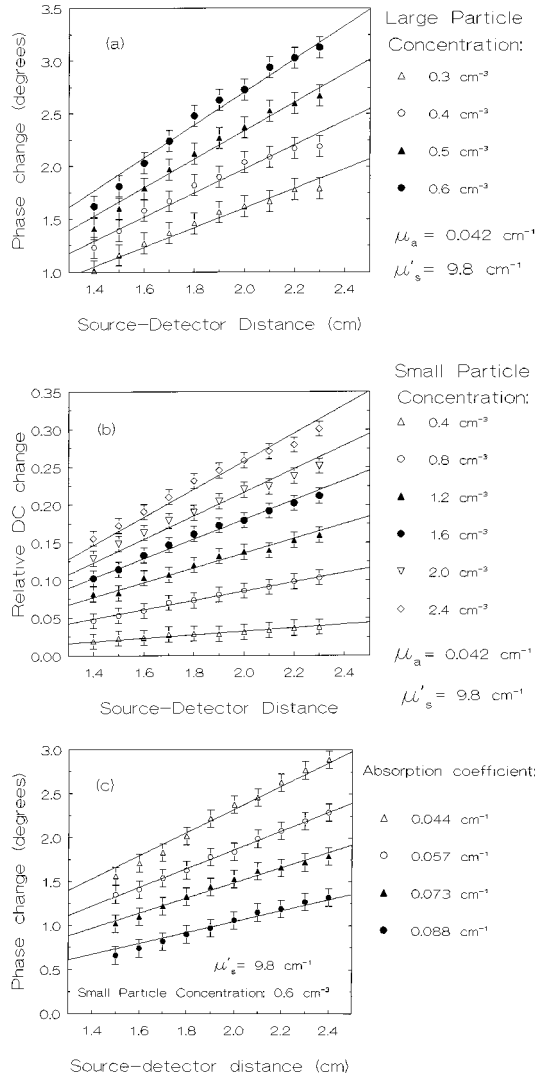 (a)
Phase change (degrees)
3.5
3.0
2.5
2.0
1.5
1.0
1.4 1.6 1.8 2.0 2.2 2.4
Source-Detector Distance (cm)
Large Particle
Concentration:
0.3 cm⁻³
0.4 cm⁻³
0.5 cm⁻³
0.6 cm⁻³
μₐ = 0.042 cm⁻¹
μ'ₛ = 9.8 cm⁻¹
(b)
Relative DC change
0.35
0.30
0.25
0.20
0.15
0.10
0.05
0.00
1.4 1.6 1.8 2.0 2.2 2.4
Source-Detector Distance
Small Particle
Concentration:
0.4 cm⁻³
0.8 cm⁻³
1.2 cm⁻³
1.6 cm⁻³
2.0 cm⁻³
2.4 cm⁻³
μₐ = 0.042 cm⁻¹
μ'ₛ = 9.8 cm⁻¹
(c)
Phase change (degrees)
3.0
2.5
2.0
1.5
1.0
0.5
0.0
μ'ₛ = 9.8 cm⁻¹
Small Particle Concentration: 0.6 cm⁻³
1.4 1.6 1.8 2.0 2.2 2.4
Source-detector distance (cm)
Absorption coefficient:
0.044 cm⁻¹
0.057 cm⁻¹
0.073 cm⁻¹
0.088 cm⁻¹